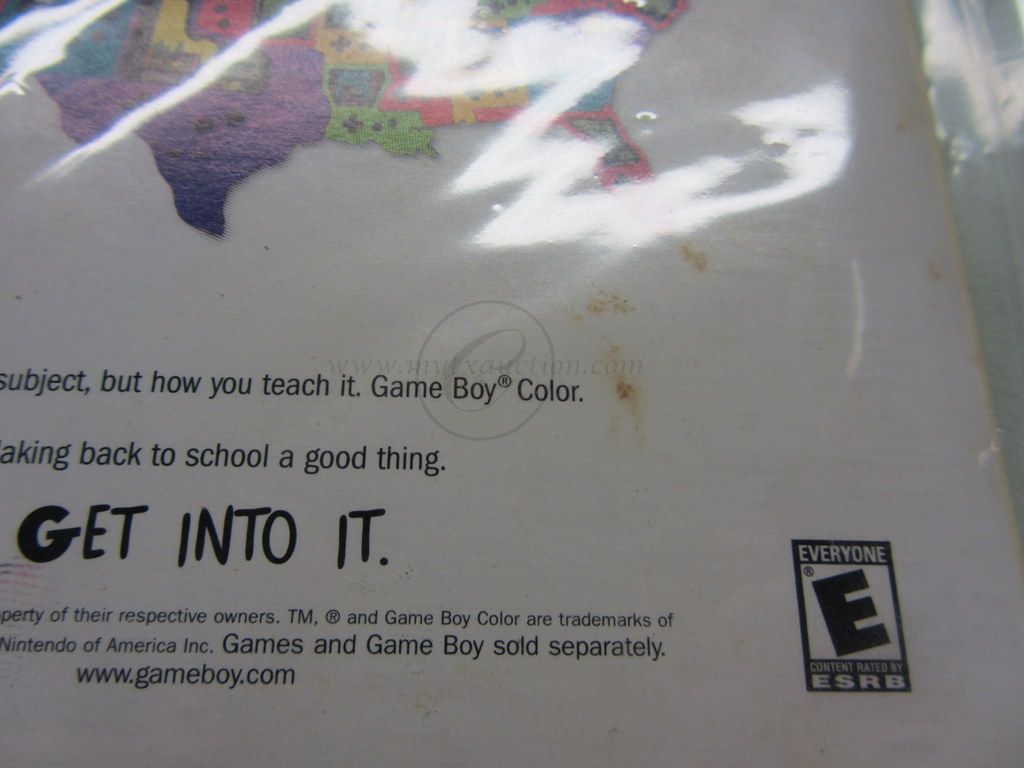 subject, but how you teach it. Game Boy® Color.
aking back to school a good thing.
GET INTO IT.
perty of their respective owners. TM, ® and Game Boy Color are trademarks of
Nintendo of America Inc. Games and Game Boy sold separately.
www.gameboy.com
EVERYONE
®
E
CONTENT RATED BY
ESRB